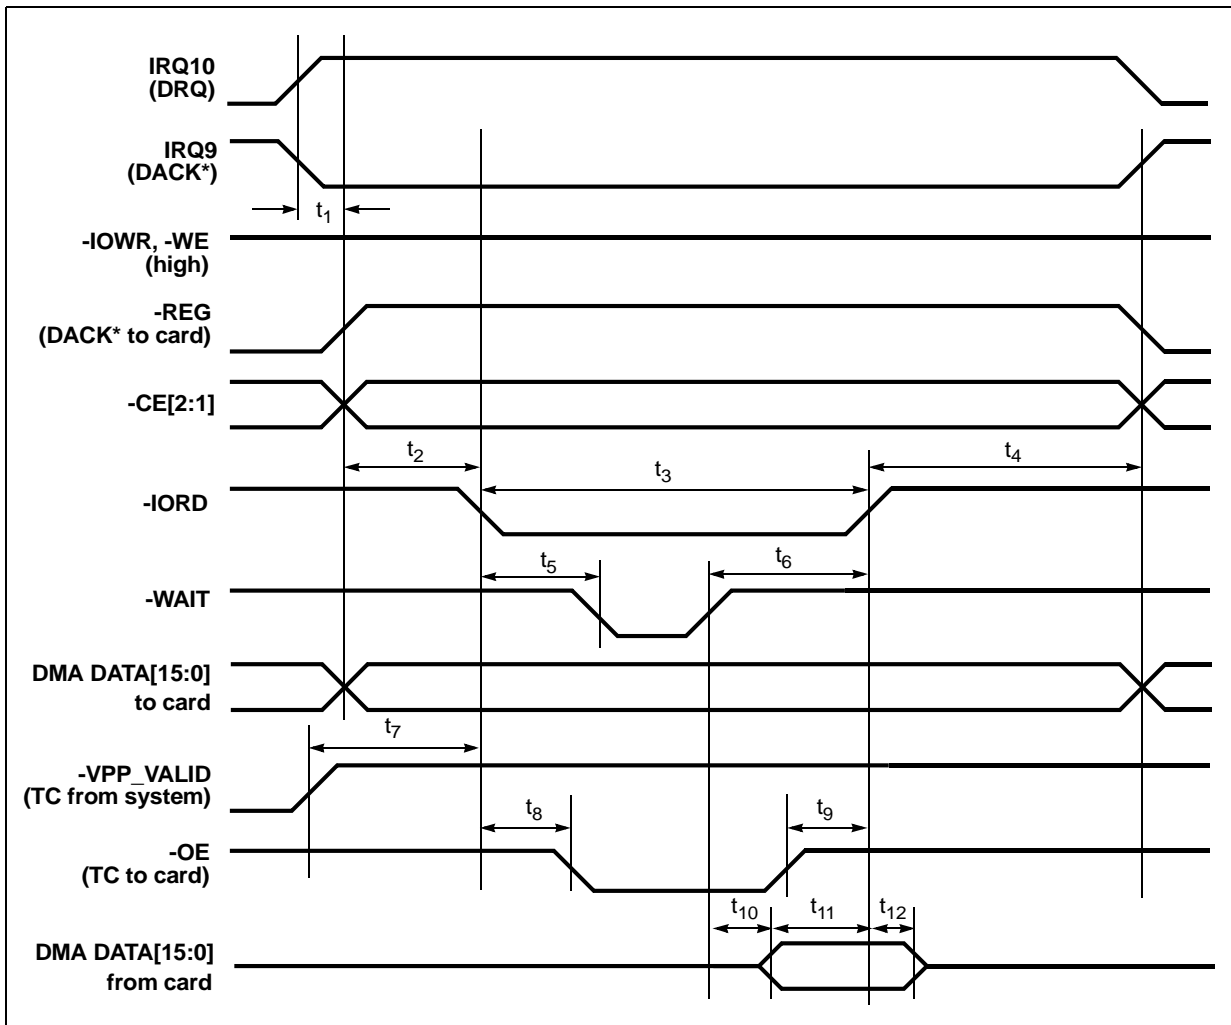 IRQ10
(DRQ)
IRQ9
(DACK*)
t1
-IOWR, -WE
(high)
-REG
(DACK* to card)
-CE[2:1]
t2
t3
t4
-IORD
t5
t6
-WAIT
DMA DATA[15:0]
to card
t7
-VPP_VALID
(TC from system)
t8
t9
-OE
(TC to card)
t10
t11
t12
DMA DATA[15:0]
from card